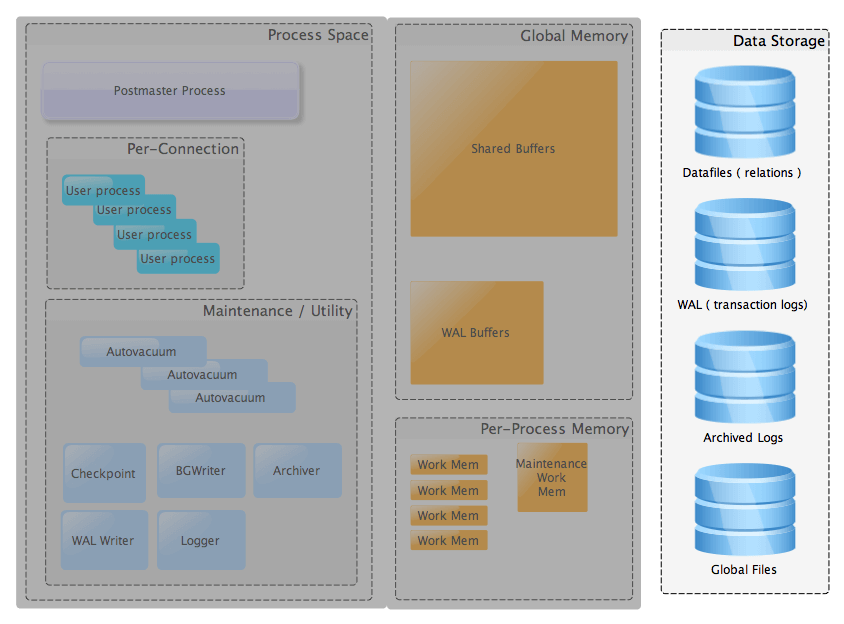 Process Space
Postmaster Process
Per-Connection
User process
User process
User process
User process
Maintenance / Utility
Autovacuum
Autovacuum
Autovacuum
Checkpoint
BGWriter
Archiver
WAL Writer
Logger
Global Memory
Shared Buffers
WAL Buffers
Per-Process Memory
Work Mem
Work Mem
Work Mem
Work Mem
Maintenance
Work
Mem
Data Storage
Datafiles ( relations )
WAL ( transaction logs)
Archived Logs
Global Files